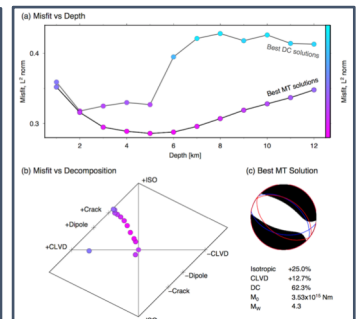 (a) Misfit vs Depth
0.4
0.3
Misfit, L² norm
Misfit, L² norm
Best DC solutions
Best MT solutions
2 4 6 8 10 12
Depth [km]
(b) Misfit vs Decomposition
+ISO
+Crack
+Dipole
+CLVD
−CLVD
−Dipole
−Crack
(c) Best MT Solution
Isotropic +25.0%
CLVD +12.7%
DC 62.3%
M₀ 3.53x10¹⁵ Nm
Mw 4.3